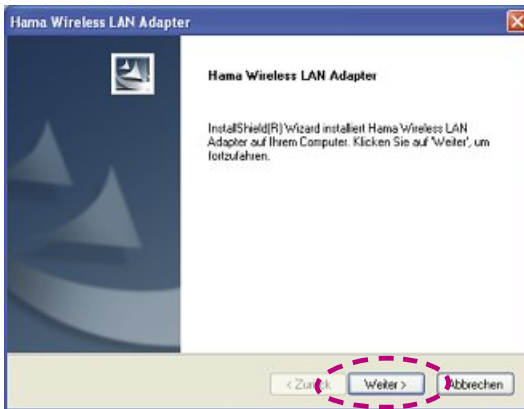 Hama Wireless LAN Adapter
Hama Wireless LAN Adapter
InstallShield(R) Wizard installiert Hama Wireless LAN
Adapter auf Ihrem Computer. Klicken Sie auf 'Weiter', um
fortzufahren.
< Zurück Weiter > Abbrechen